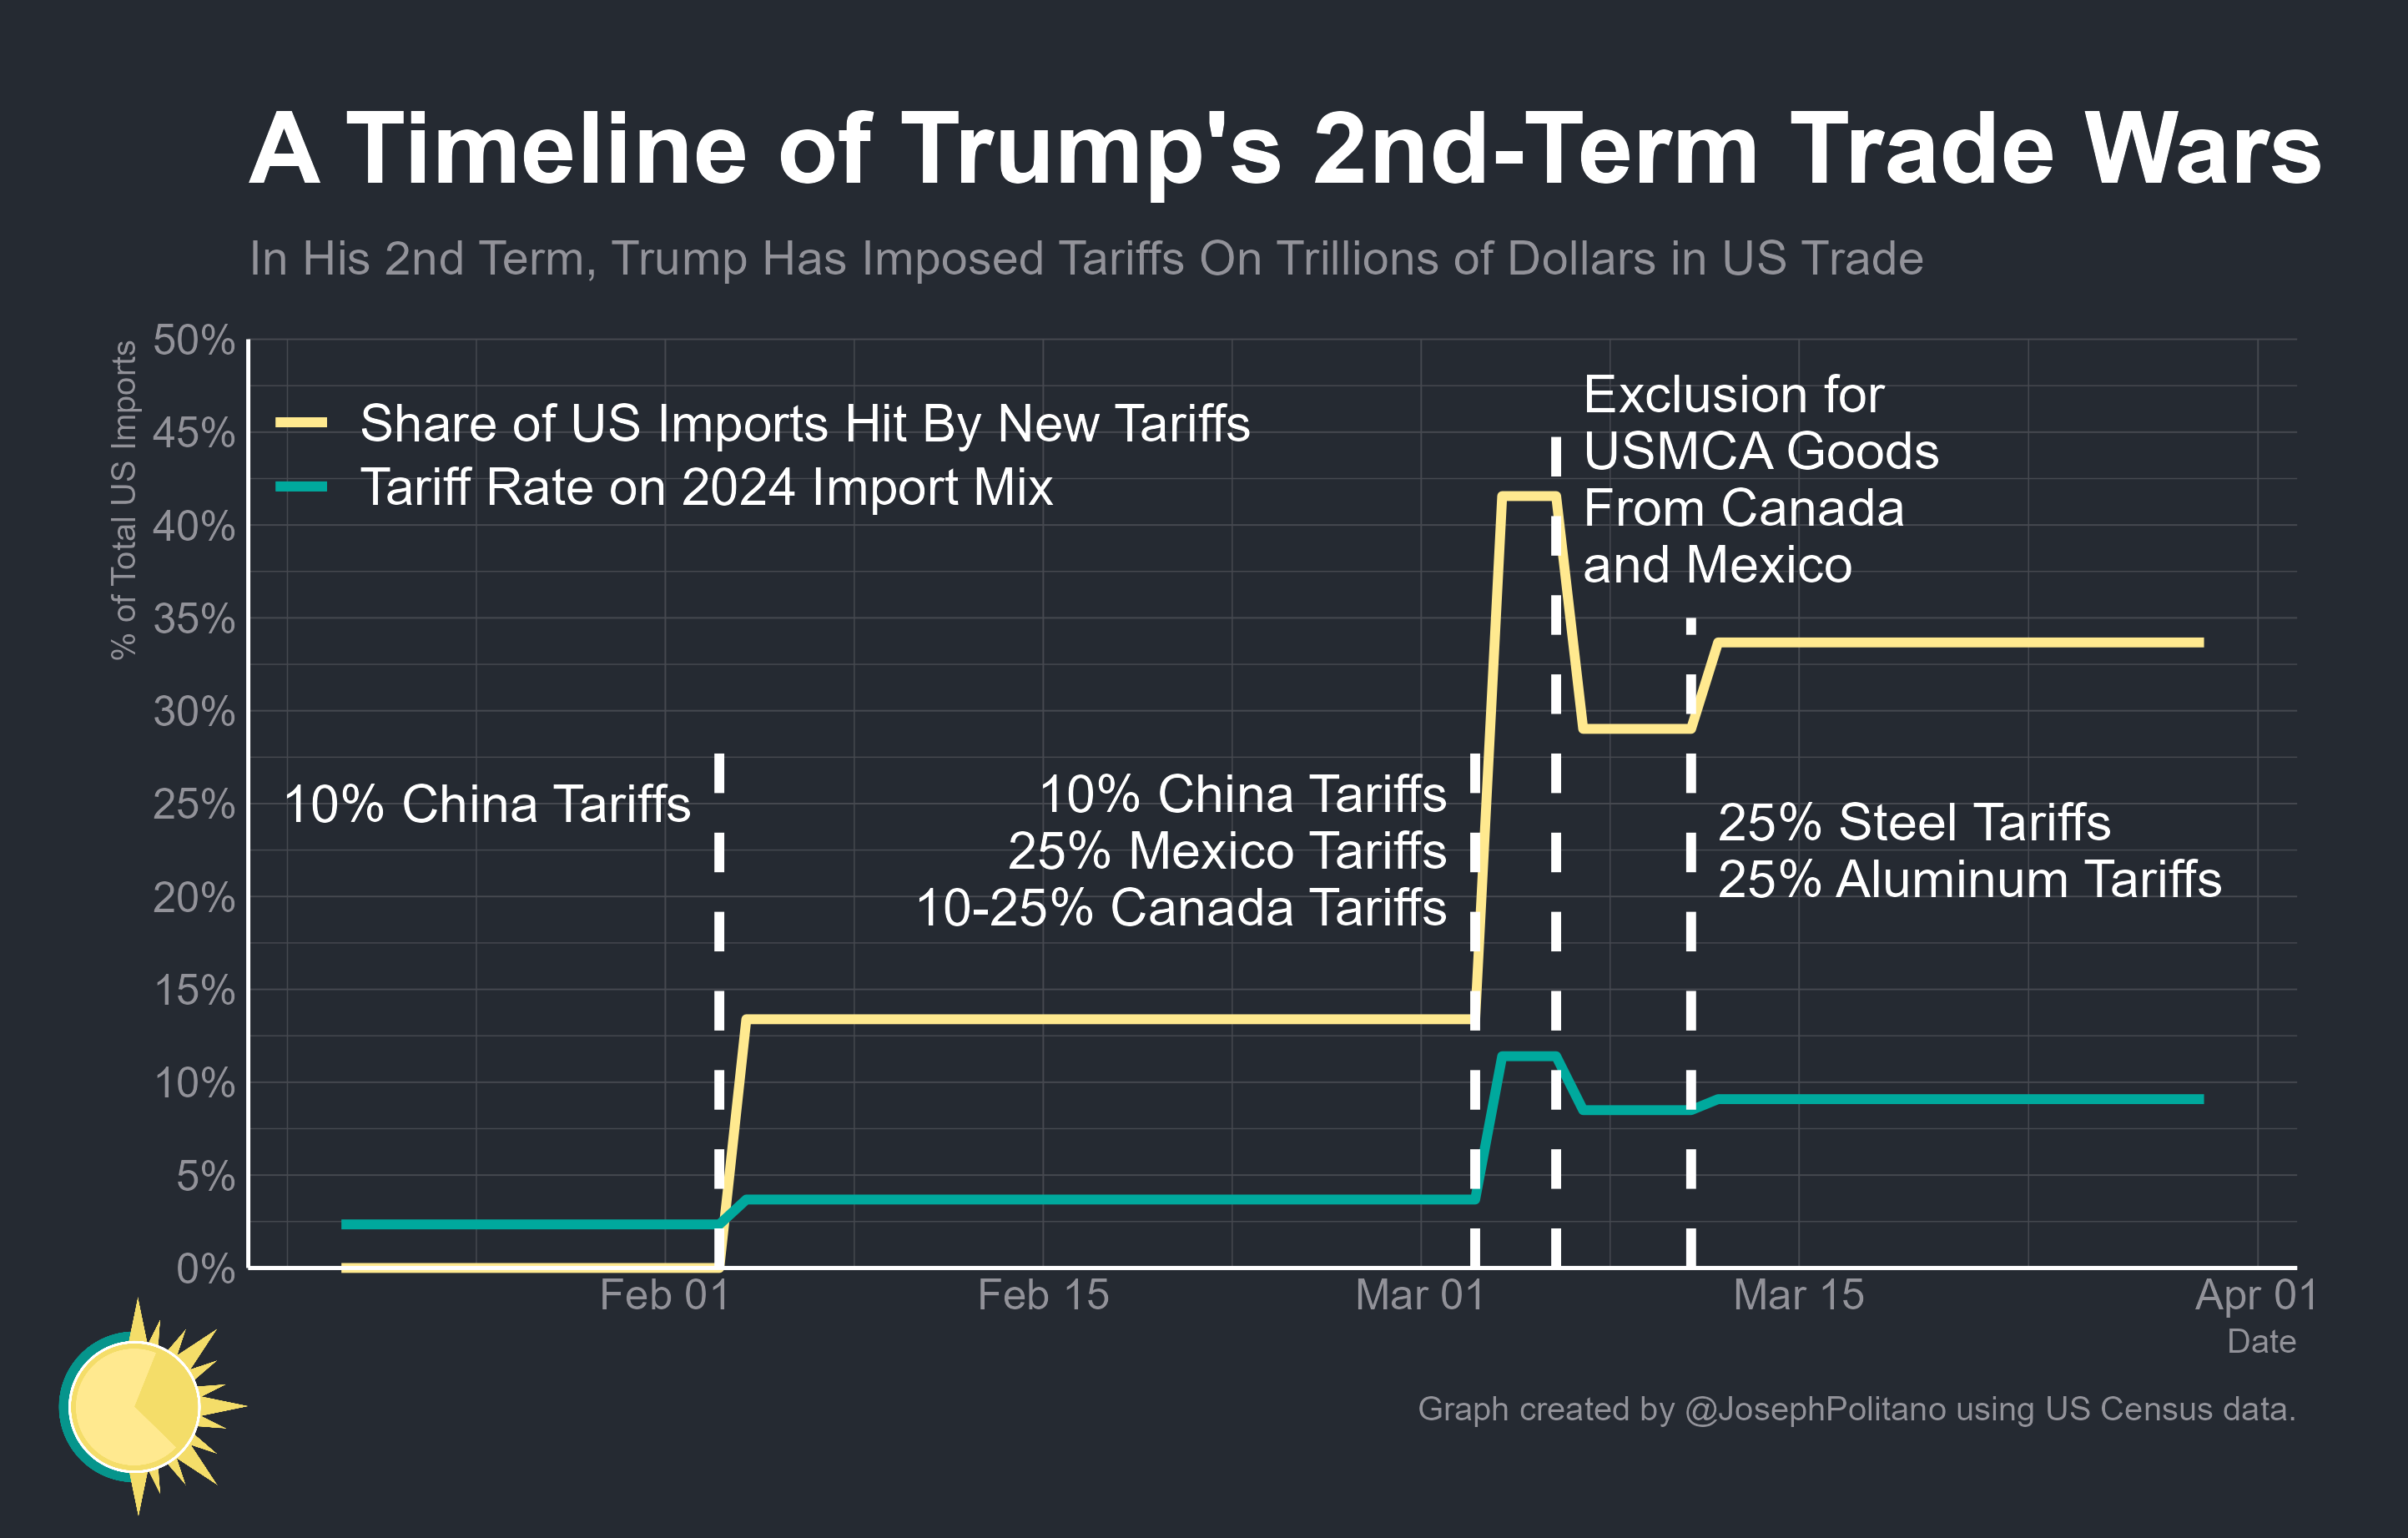 A Timeline of Trump's 2nd-Term Trade Wars
In His 2nd Term, Trump Has Imposed Tariffs On Trillions of Dollars in US Trade
% of Total US Imports
50%
45%
40%
35%
30%
25%
20%
15%
10%
5%
0%
Share of US Imports Hit By New Tariffs
Tariff Rate on 2024 Import Mix
10% China Tariffs
10% China Tariffs
25% Mexico Tariffs
10-25% Canada Tariffs
Exclusion for
USMCA Goods
From Canada
and Mexico
25% Steel Tariffs
25% Aluminum Tariffs
Feb 01
Feb 15
Mar 01
Mar 15
Apr 01
Date
Graph created by @JosephPolitano using US Census data.